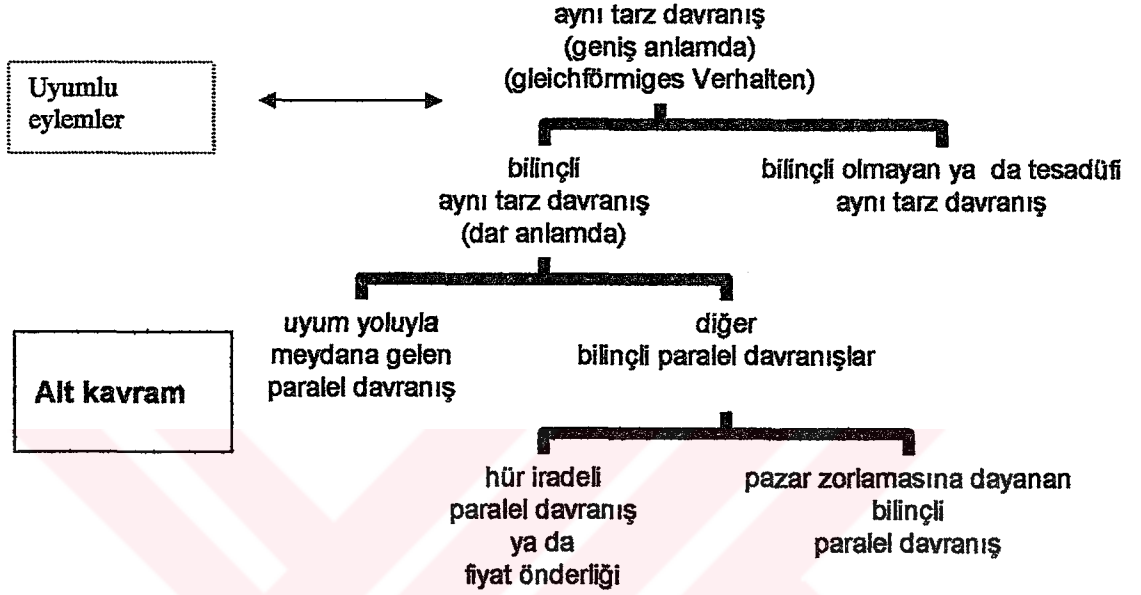 aynı tarz davranış
(geniş anlamda)
(gleichförmiges Verhalten)
Uyumlu
eylemler
bilinçli
aynı tarz davranış
(dar anlamda)
bilinçli olmayan ya da tesadüfi
aynı tarz davranış
uyum yoluyla
meydana gelen
paralel davranış
diğer
bilinçli paralel davranışlar
Alt kavram
hür iradeli
paralel davranış
ya da
fiyat önderliği
pazar zorlamasına dayanan
bilinçli
paralel davranış